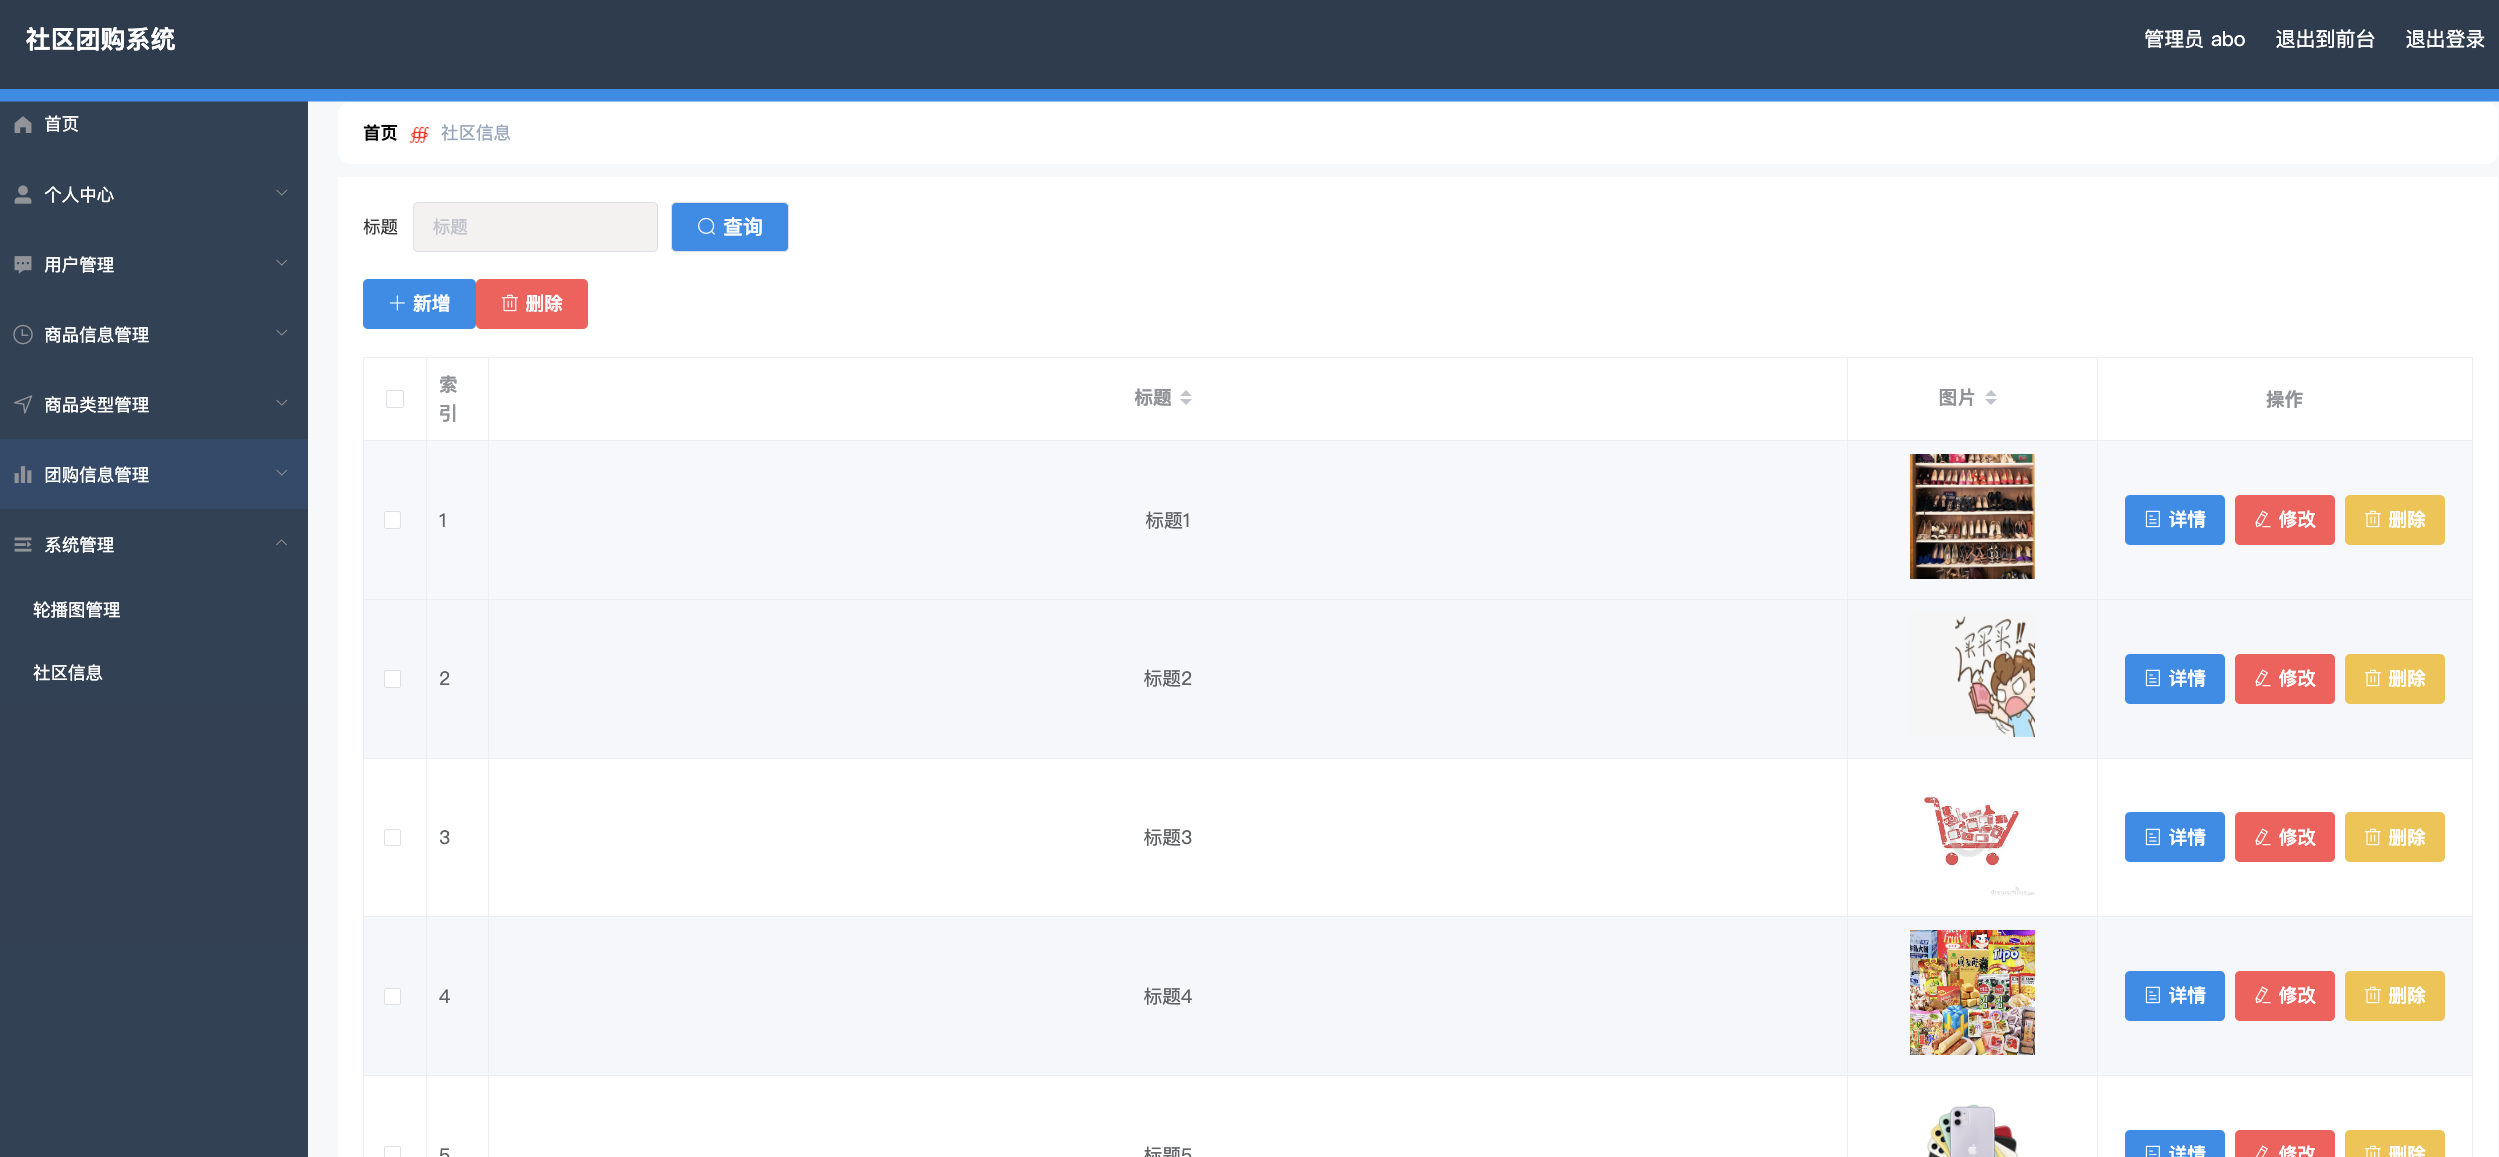 社区团购系统
管理员 abo 退出到前台 退出登录
首页
个人中心
用户管理
商品信息管理
商品类型管理
团购信息管理
系统管理
轮播图管理
社区信息
首页 社区信息
标题 标题 查询
新增 删除
索引 标题 图片 操作
1 标题1 详情 修改 删除
2 标题2 买买买!! 详情 修改 删除
3 标题3 详情 修改 删除
4 标题4 Tipo 详情 修改 删除
5 标题5 详情 修改 删除